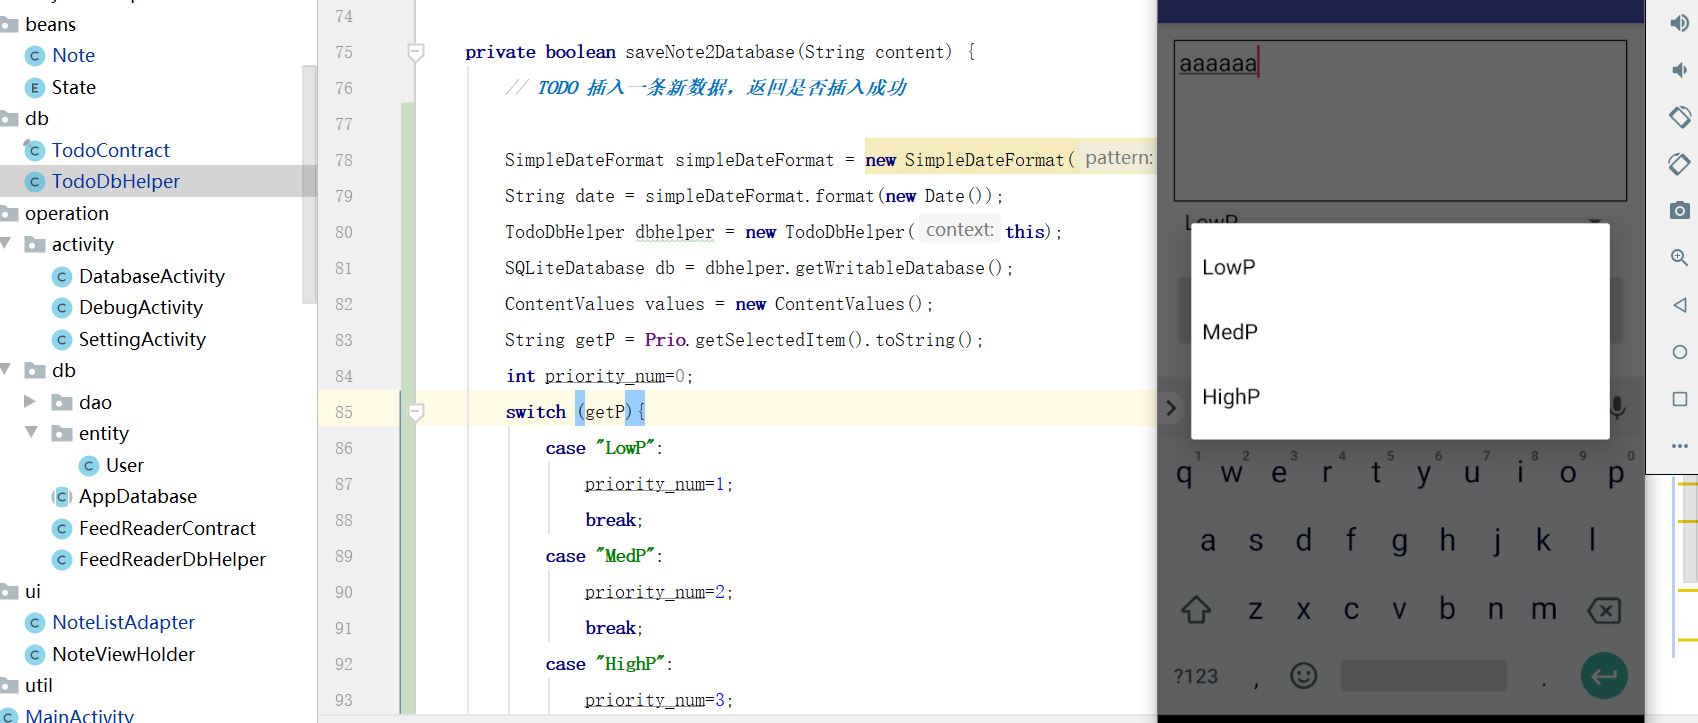 beans
Note
State
db
TodoContract
TodoDbHelper
operation
activity
DatabaseActivity
DebugActivity
SettingActivity
db
dao
entity
User
AppDatabase
FeedReaderContract
FeedReaderDbHelper
ui
NoteListAdapter
NoteViewHolder
util
MainActivity
74
75 private boolean saveNote2Database(String content) {
76 // TODO 插入一条新数据，返回是否插入成功
77
78 SimpleDateFormat simpleDateFormat = new SimpleDateFormat( pattern:
79 String date = simpleDateFormat.format(new Date());
80 TodoDbHelper dbhelper = new TodoDbHelper( context: this);
81 SQLiteDatabase db = dbhelper.getWritableDatabase();
82 ContentValues values = new ContentValues();
83 String getP = Prio.getSelectedItem().toString();
84 int priority_num=0;
85 switch (getP){
86 case "LowP":
87 priority_num=1;
88 break;
89 case "MedP":
90 priority_num=2;
91 break;
92 case "HighP":
93 priority_num=3;
aaaaaa
LowP
LowP
MedP
HighP
1 2 3 4 5 6 7 8 9 0
q w e r t y u i o p
a s d f g h j k l
z x c v b n m
?123 , .